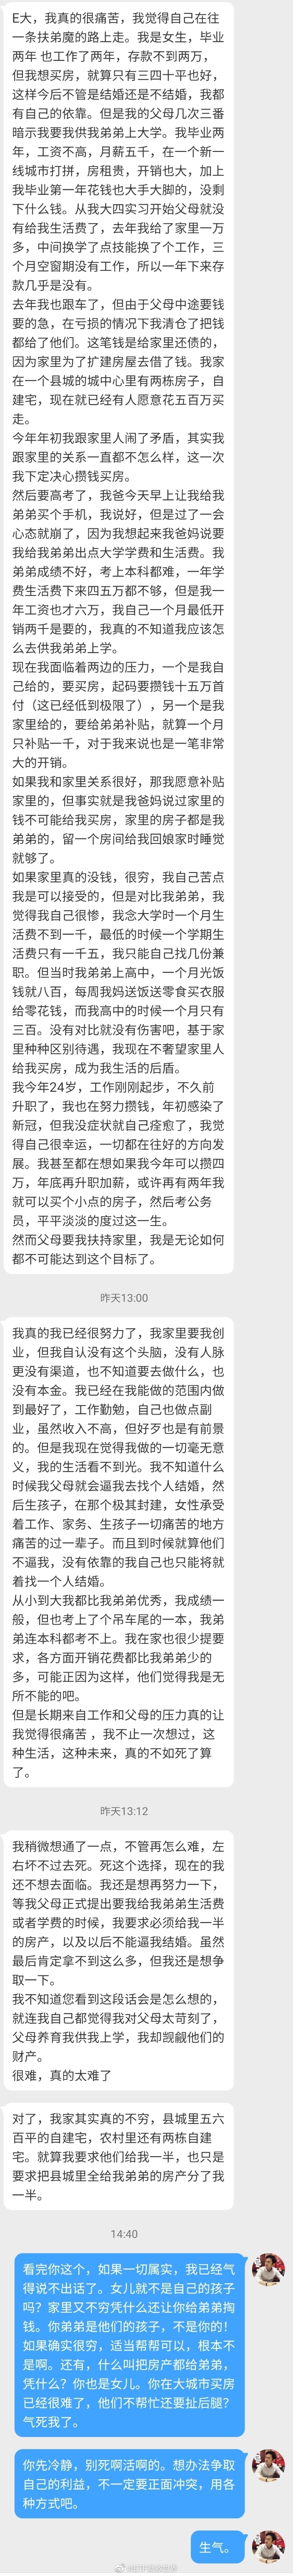 E大，我真的很痛苦，我觉得自己在往
一条扶弟魔的路上走。我是女生，毕业
两年 也工作了两年，存款不到两万，
但我想买房，就算只有三四十平也好，
这样今后不管是结婚还是不结婚，我都
有自己的依靠。但是我的父母几次三番
暗示我要我供我弟弟上大学。我毕业两
年，工资不高，月薪五千，在一个新一
线城市打拼，房租贵，开销也大，加上
我毕业第一年花钱也大手大脚的，没剩
下什么钱。从我大四实习开始父母就没
有给我生活费了，去年我给了家里一万
多，中间换学了点技能换了个工作，三
个月空窗期没有工作，所以一年下来存
款几乎是没有。
去年我也跟车了，但由于父母中途要钱
要的急，在亏损的情况下我清仓了把钱
都给了他们。这笔钱是给家里还债的，
因为家里为了扩建房屋去借了钱。我家
在一个县城的城中心里有两栋房子，自
建宅，现在就已经有人愿意花五百万买
走。
今年年初我跟家里人闹了矛盾，其实我
跟家里的关系一直都不怎么样，这一次
我下定决心攒钱买房。
然后要高考了，我爸今天早上让我给我
弟弟买个手机，我说好，但是过了一会
心态就崩了，因为我想起来我爸妈说要
我给我弟弟出点大学学费和生活费。我
弟弟成绩不好，考上本科都难，一年学
费生活费下来四五万都不够，但是我一
年工资也才六万，我自己一个月最低开
销两千是要的，我真的不知道我应该怎
么去供我弟弟上学。
现在我面临着两边的压力，一个是我自
己给的，要买房，起码要攒钱十五万首
付（这已经低到极限了），另一个是我
家里给的，要给弟弟补贴，就算一个月
只补贴一千，对于我来说也是一笔非常
大的开销。
如果我和家里关系很好，那我愿意补贴
家里的，但事实就是我爸妈说过家里的
钱不可能给我买房，家里的房子都是我
弟弟的，留一个房间给我回娘家时睡觉
就够了。
如果家里真的没钱，很穷，我自己苦点
我是可以接受的，但是对比我弟弟，我
觉得我自己很惨，我念大学时一个月生
活费不到一千，最低的时候一个学期生
活费只有一千五，我只能自己找几份兼
职。但当时我弟弟上高中，一个月光饭
钱就八百，每周我妈送饭送零食买衣服
给零花钱，而我高中的时候一个月只有
三百。没有对比就没有伤害吧，基于家
里种种区别待遇，我现在不奢望家里人
给我买房，成为我生活的后盾。
我今年24岁，工作刚刚起步，不久前
升职了，我也在努力攒钱，年初感染了
新冠，但我没症状就自己痊愈了，我觉
得自己很幸运，一切都在往好的方向发
展。我甚至都在想如果我今年可以攒四
万，年底再升职加薪，或许再有两年我
就可以买个小点的房子，然后考公务
员，平平淡淡的度过这一生。
然而父母要我扶持家里，我是无论如何
都不可能达到这个目标了。
昨天13:00
我真的我已经很努力了，我家里要我创
业，但我自认没有这个头脑，没有人脉
更没有渠道，也不知道要去做什么，也
没有本金。我已经在我能做的范围内做
到最好了，工作勤勉，自己也做点副
业，虽然收入不高，但好歹也是有前景
的。但是我现在觉得我做的一切毫无意
义，我的生活看不到光。我不知道什么
时候我父母就会逼我去找个人结婚，然
后生孩子，在那个极其封建，女性承受
着工作、家务、生孩子一切痛苦的地方
痛苦的过一辈子。而且到时候就算他们
不逼我，没有依靠的我自己也只能将就
着找一个人结婚。
从小到大我都比我弟弟优秀，我成绩一
般，但也考上了个吊车尾的一本，我弟
弟连本科都考不上。我在家也很少提要
求，各方面开销花费都比我弟弟少的
多，可能正因为这样，他们觉得我是无
所不能的吧。
但是长期来自工作和父母的压力真的让
我觉得很痛苦 ，我不止一次想过，这
种生活，这种未来，真的不如死了算
了。
昨天13:12
我稍微想通了一点，不管再怎么难，左
右坏不过去死。死这个选择，现在的我
还不想去面临。我还是想再努力一下，
等我父母正式提出要我给我弟弟生活费
或者学费的时候，我要求必须给我一半
的房产，以及以后不能逼我结婚。虽然
最后肯定拿不到这么多，但我还是想争
取一下。
我不知道您看到这段话会是怎么想的，
就连我自己都觉得我对父母太苛刻了，
父母养育我供我上学，我却觊觎他们的
财产。
很难，真的太难了
对了，我家其实真的不穷，县城里五六
百平的自建宅，农村里还有两栋自建
宅。就算我要求他们给我一半，也只是
要求把县城里全给我弟弟的房产分了我
一半。
14:40
看完你这个，如果一切属实，我已经气
得说不出话了。女儿就不是自己的孩子
吗？家里又不穷凭什么还让你给弟弟掏
钱。你弟弟是他们的孩子，不是你的！
如果确实很穷，适当帮帮可以，根本不
是啊。还有，什么叫把房产都给弟弟，
凭什么？你也是女儿。你在大城市买房
已经很难了，他们不帮忙还要扯后腿？
气死我了。
你先冷静，别死啊活啊的。想办法争取
自己的利益，不一定要正面冲突，用各
种方式吧。
生气。